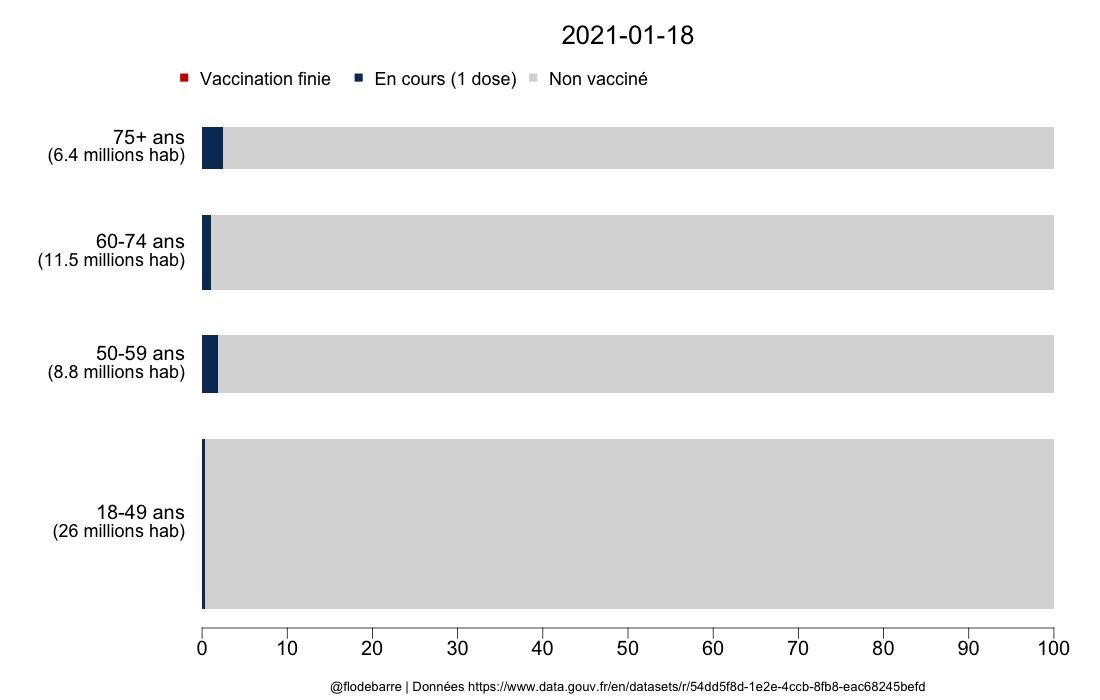 2021-01-18
Vaccination finie En cours (1 dose) Non vacciné
75+ ans
(6.4 millions hab)
60-74 ans
(11.5 millions hab)
50-59 ans
(8.8 millions hab)
18-49 ans
(26 millions hab)
0 10 20 30 40 50 60 70 80 90 100
@flodebarre | Données https://www.data.gouv.fr/en/datasets/r/54dd5f8d-1e2e-4ccb-8fb8-eac68245befd